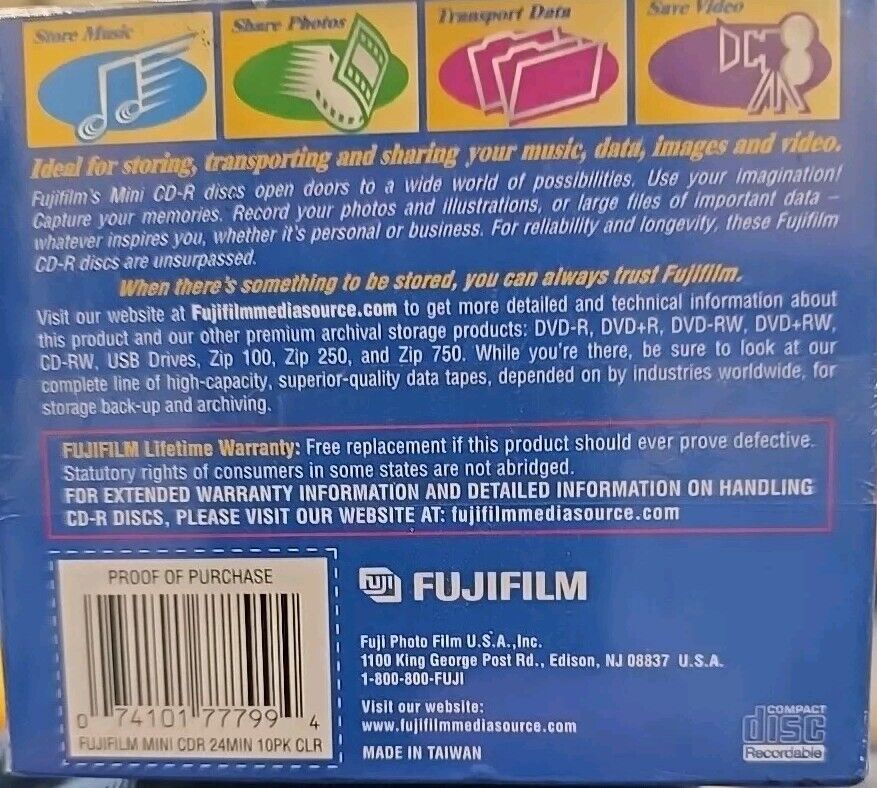 Store Music
Share Photos
Transport Data
Save Video
Ideal for storing, transporting and sharing your music, data, images and video.
Fujifilm's Mini CD-R discs open doors to a wide world of possibilities. Use your imagination!
Capture your memories. Record your photos and illustrations, or large files of important data –
whatever inspires you, whether it's personal or business. For reliability and longevity, these Fujifilm
CD-R discs are unsurpassed.
When there's something to be stored, you can always trust Fujifilm.
Visit our website at Fujifilmmediasource.com to get more detailed and technical information about
this product and our other premium archival storage products: DVD-R, DVD+R, DVD-RW, DVD+RW,
CD-RW, USB Drives, Zip 100, Zip 250, and Zip 750. While you're there, be sure to look at our
complete line of high-capacity, superior-quality data tapes, depended on by industries worldwide, for
storage back-up and archiving.
FUJIFILM Lifetime Warranty: Free replacement if this product should ever prove defective.
Statutory rights of consumers in some states are not abridged.
FOR EXTENDED WARRANTY INFORMATION AND DETAILED INFORMATION ON HANDLING
CD-R DISCS, PLEASE VISIT OUR WEBSITE AT: fujifilmmediasource.com
PROOF OF PURCHASE
0 74101 77799 4
FUJIFILM MINI CDR 24MIN 10PK CLR
FUJI FUJIFILM
Fuji Photo Film U.S.A.,Inc.
1100 King George Post Rd., Edison, NJ 08837 U.S.A.
1-800-800-FUJI
Visit our website:
www.fujifilmmediasource.com
MADE IN TAIWAN
COMPACT
disc
Recordable